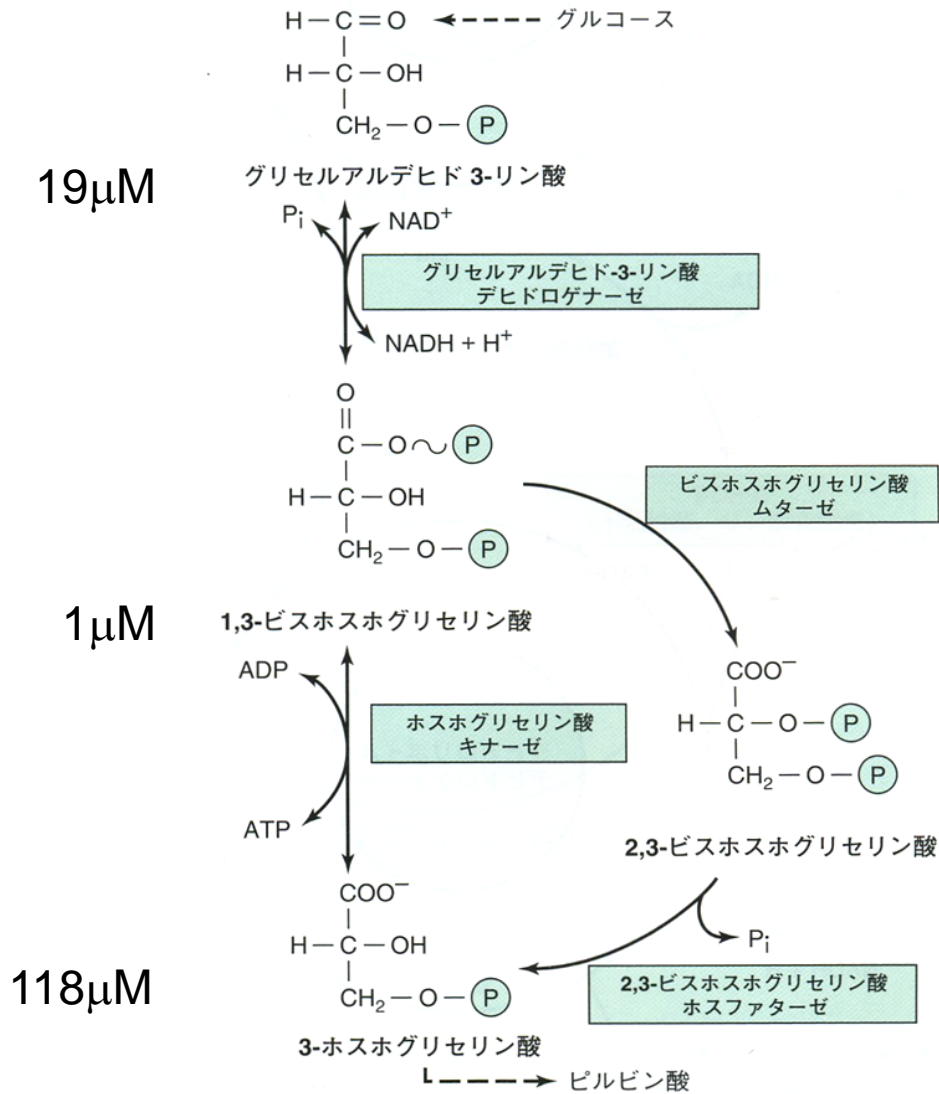 H－C＝O
グルコース
H－C－OH
CH₂－O－P
19μM
グリセルアルデヒド 3-リン酸
Pi
NAD⁺
グリセルアルデヒド-3-リン酸
デヒドロゲナーゼ
NADH + H⁺
O
C－O～P
H－C－OH
CH₂－O－P
ビスホスホグリセリン酸
ムターゼ
1μM
1,3-ビスホスホグリセリン酸
ADP
ホスホグリセリン酸
キナーゼ
ATP
COO⁻
H－C－O－P
CH₂－O－P
2,3-ビスホスホグリセリン酸
Pi
2,3-ビスホスホグリセリン酸
ホスファターゼ
COO⁻
H－C－OH
CH₂－O－P
118μM
3-ホスホグリセリン酸
ピルビン酸